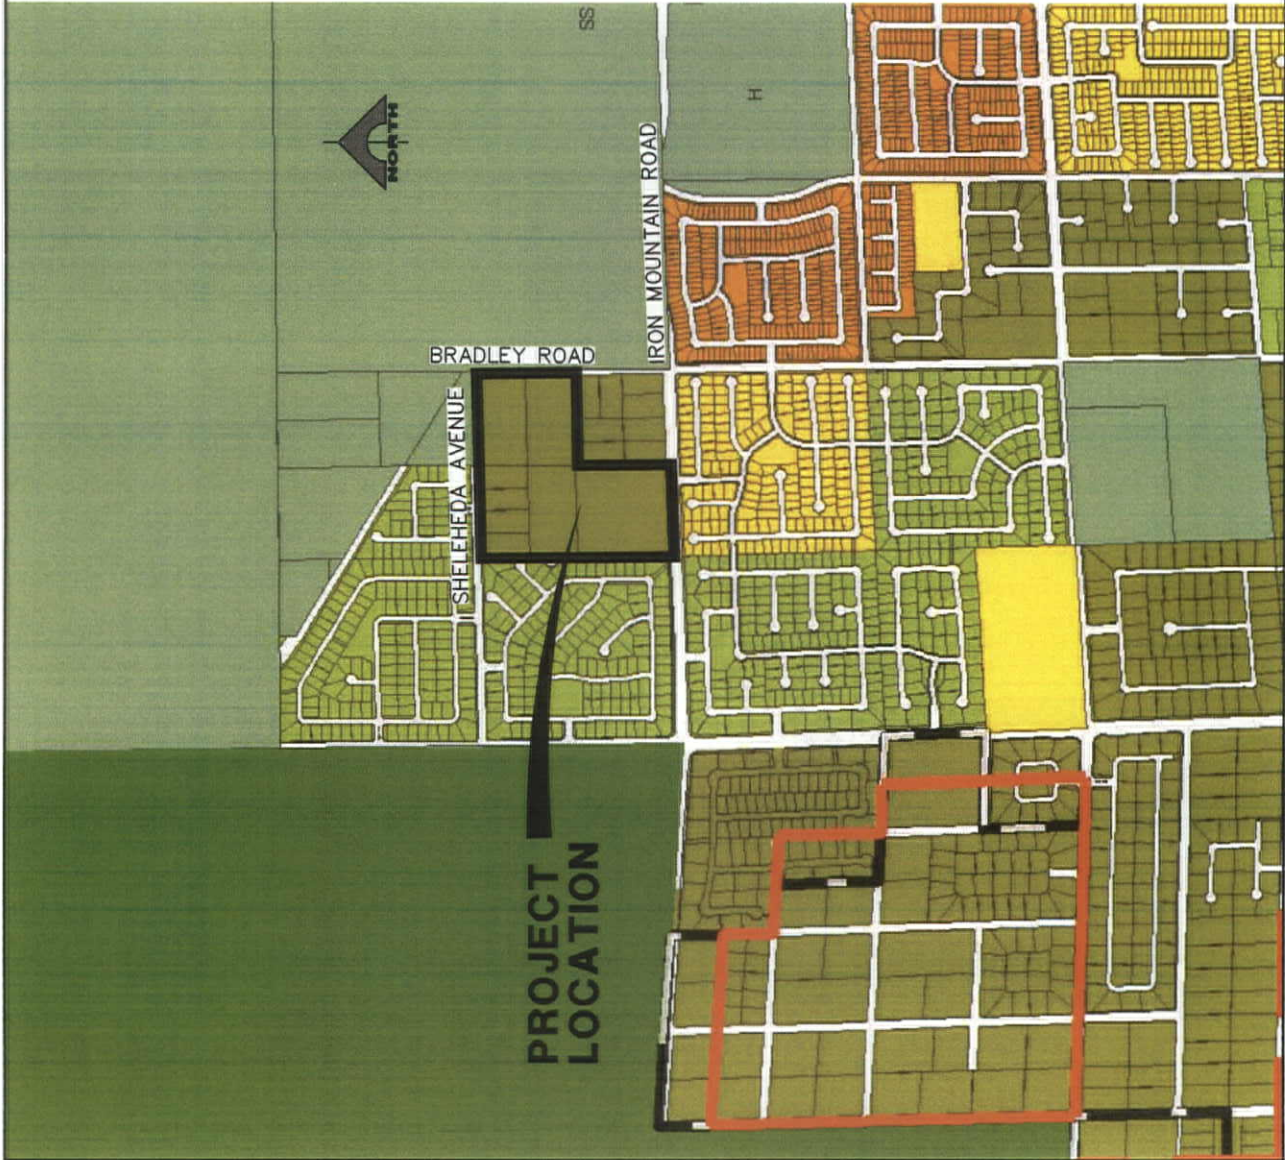 SS
H
NORTH
IRON MOUNTAIN ROAD
BRADLEY ROAD
SHELEHEDA AVENUE
PROJECT
LOCATION